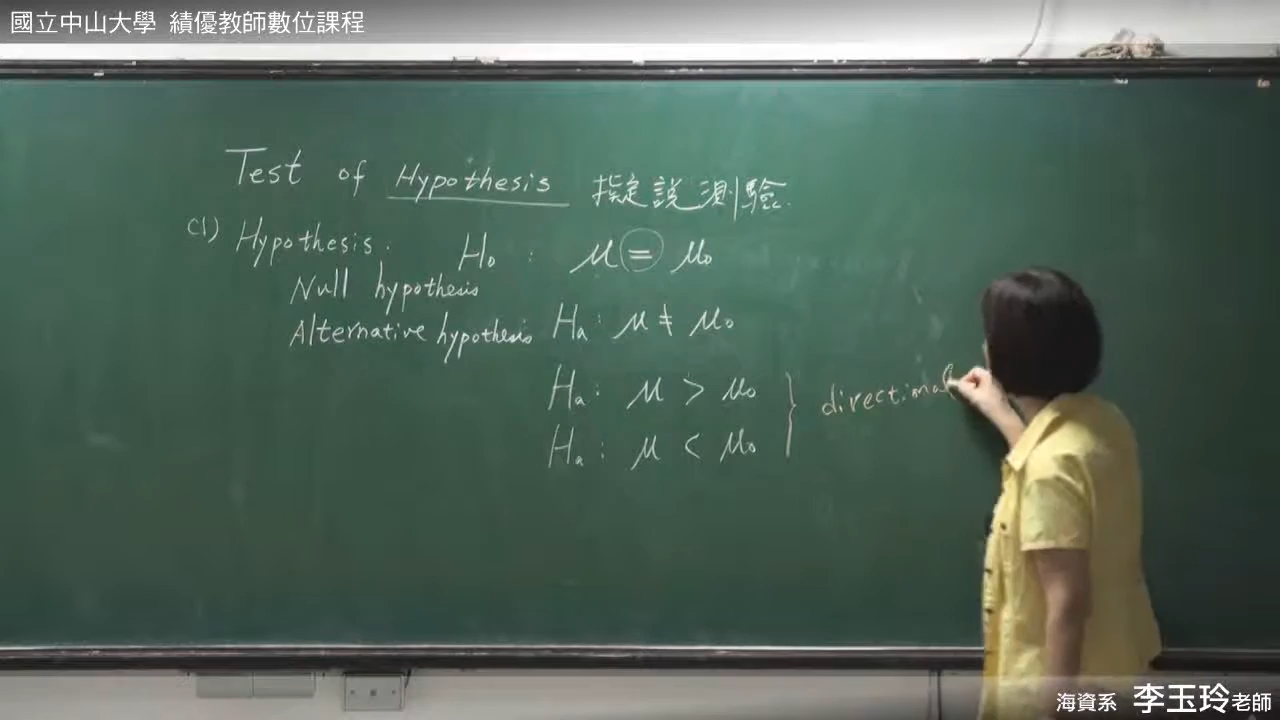 國立中山大學 績優教師數位課程
Test of Hypothesis 擬說測驗.
(1) Hypothesis. H₀ : μ = μ₀
Null hypothesis
Alternative hypothesis Hₐ: μ ≠ μ₀
Hₐ: μ > μ₀
Hₐ: μ < μ₀
} directional
海資系 李玉玲老師